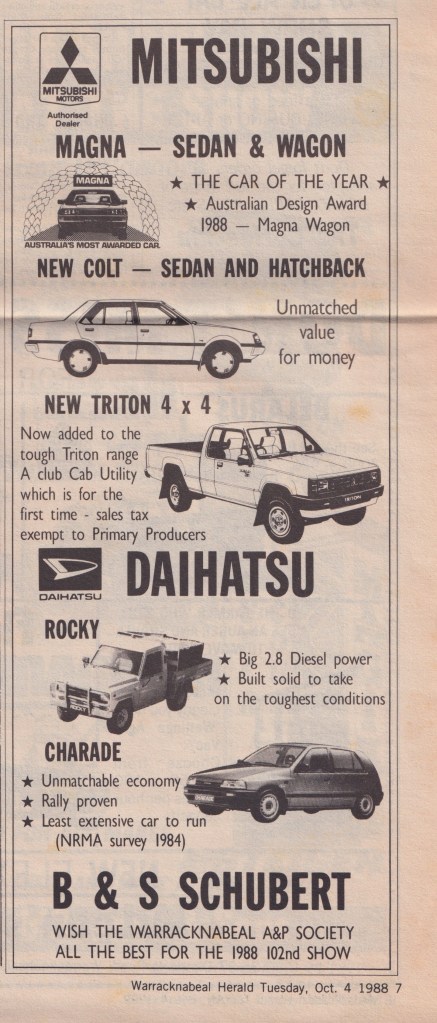 MITSUBISHI
MITSUBISHI
MOTORS
Authorised
Dealer
MAGNA — SEDAN & WAGON
MAGNA
AUSTRALIA'S MOST AWARDED CAR.
★ THE CAR OF THE YEAR ★
★ Australian Design Award
1988 — Magna Wagon
NEW COLT — SEDAN AND HATCHBACK
Unmatched
value
for money
NEW TRITON 4 x 4
Now added to the
tough Triton range
A club Cab Utility
which is for the
first time - sales tax
exempt to Primary Producers
TRITON
DAIHATSU
DAIHATSU
ROCKY
★ Big 2.8 Diesel power
★ Built solid to take
on the toughest conditions
ROCKY
CHARADE
★ Unmatchable economy
★ Rally proven
★ Least extensive car to run
(NRMA survey 1984)
B & S SCHUBERT
WISH THE WARRACKNABEAL A&P SOCIETY
ALL THE BEST FOR THE 1988 102nd SHOW
Warracknabeal Herald Tuesday, Oct. 4 1988 7